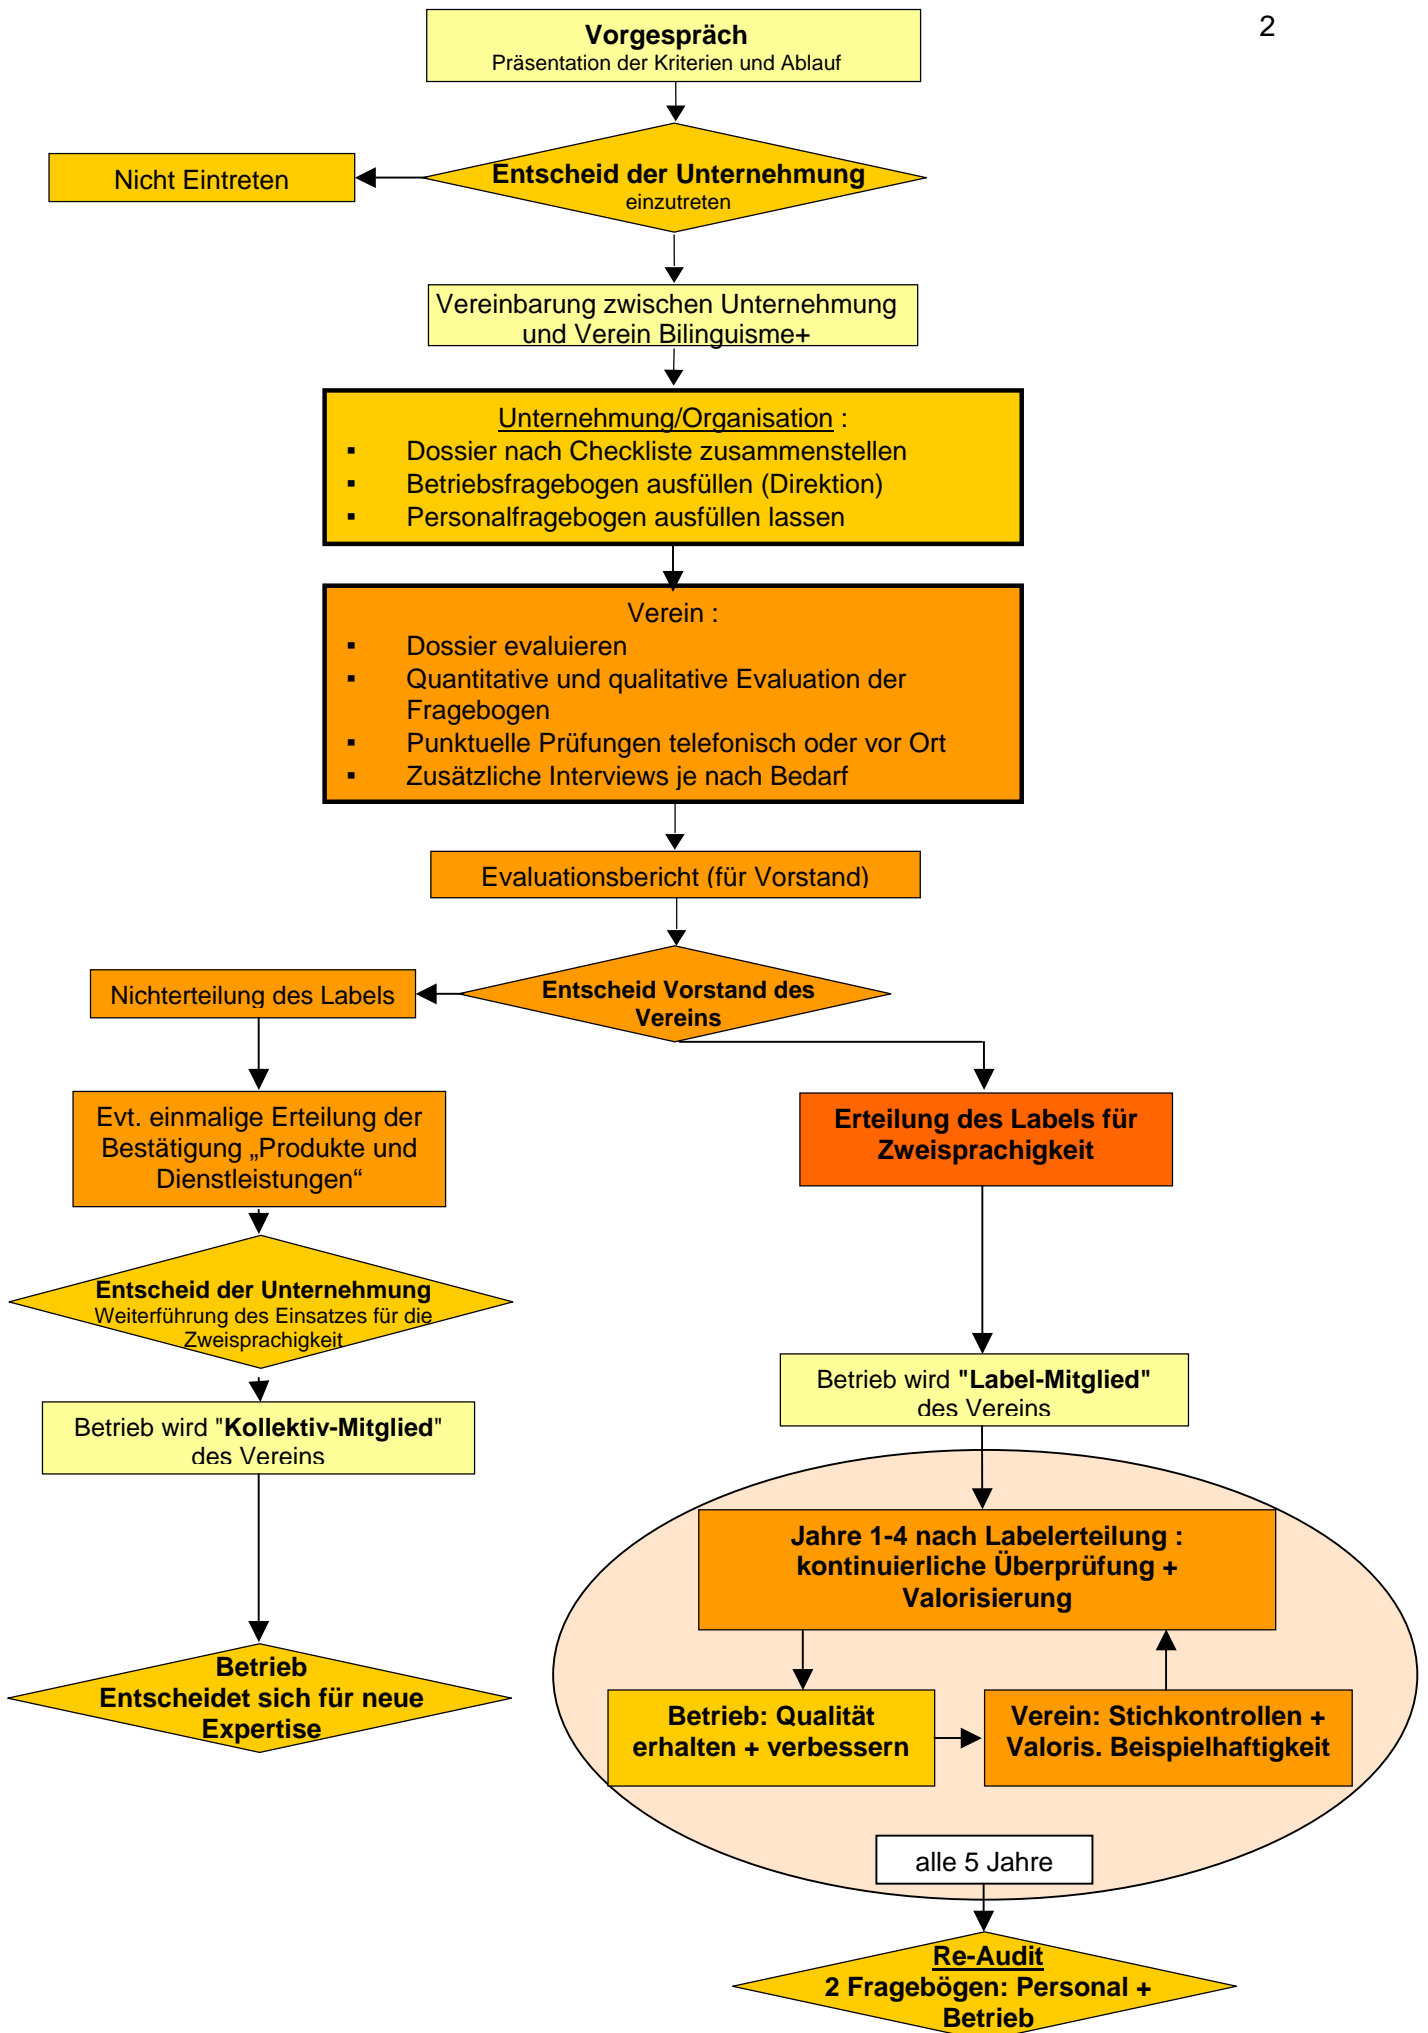 2
Vorgespräch
Präsentation der Kriterien und Ablauf
Entscheid der Unternehmung
einzutreten
Nicht Eintreten
Vereinbarung zwischen Unternehmung
und Verein Bilinguisme+
Unternehmung/Organisation :
▪ Dossier nach Checkliste zusammenstellen
▪ Betriebsfragebogen ausfüllen (Direktion)
▪ Personalfragebogen ausfüllen lassen
Verein :
▪ Dossier evaluieren
▪ Quantitative und qualitative Evaluation der
Fragebogen
▪ Punktuelle Prüfungen telefonisch oder vor Ort
▪ Zusätzliche Interviews je nach Bedarf
Evaluationsbericht (für Vorstand)
Entscheid Vorstand des
Vereins
Nichterteilung des Labels
Evt. einmalige Erteilung der
Bestätigung „Produkte und
Dienstleistungen“
Entscheid der Unternehmung
Weiterführung des Einsatzes für die
Zweisprachigkeit
Betrieb wird "Kollektiv-Mitglied"
des Vereins
Betrieb
Entscheidet sich für neue
Expertise
Erteilung des Labels für
Zweisprachigkeit
Betrieb wird "Label-Mitglied"
des Vereins
Jahre 1-4 nach Labelerteilung :
kontinuierliche Überprüfung +
Valorisierung
Betrieb: Qualität
erhalten + verbessern
Verein: Stichkontrollen +
Valoris. Beispielhaftigkeit
alle 5 Jahre
Re-Audit
2 Fragebögen: Personal +
Betrieb